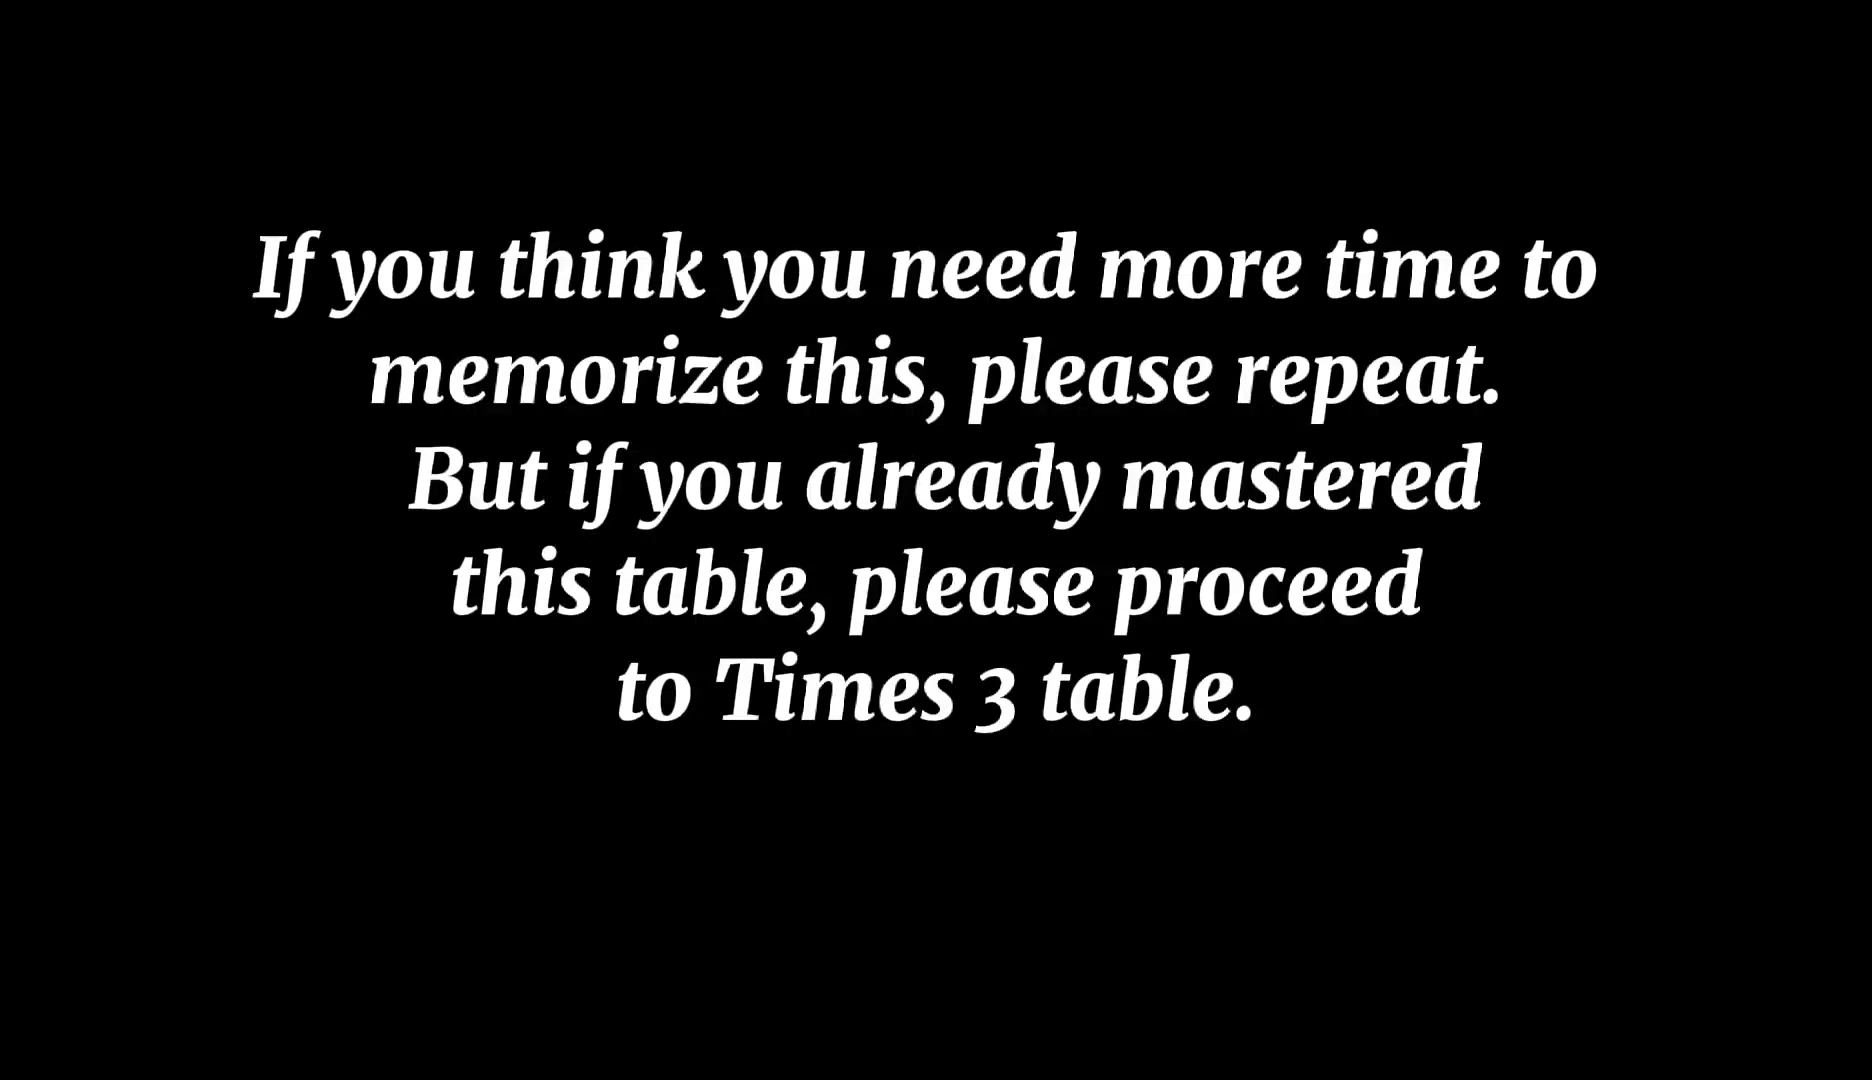 If you think you need more time to
memorize this, please repeat.
But if you already mastered
this table, please proceed
to Times 3 table.